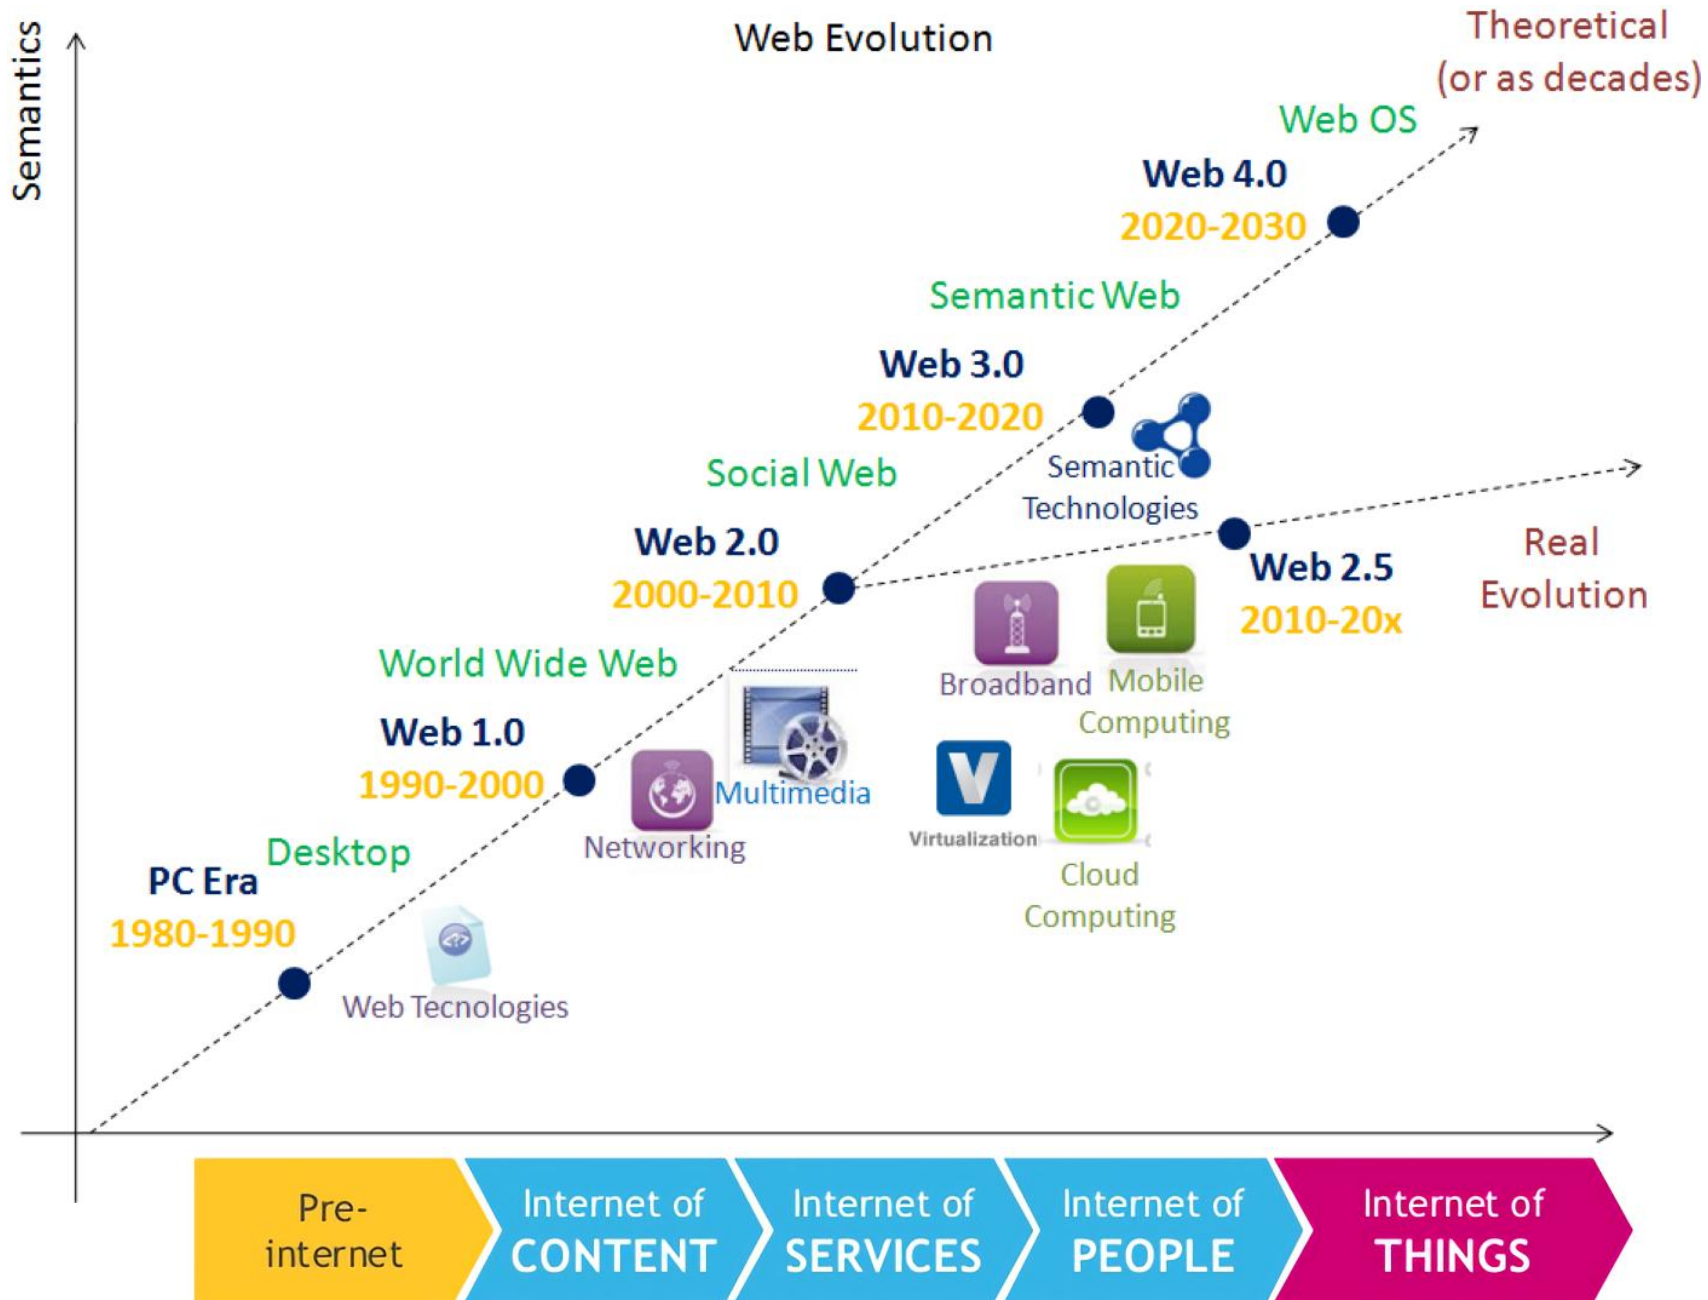 Web Evolution
Theoretical
(or as decades)
Semantics
Web OS
Web 4.0
2020-2030
Semantic Web
Web 3.0
2010-2020
Semantic
Technologies
Social Web
Web 2.0
2000-2010
Web 2.5
2010-20x
Real
Evolution
Broadband
Mobile
Computing
World Wide Web
Web 1.0
1990-2000
Multimedia
Networking
V
Virtualization
Cloud
Computing
Desktop
PC Era
1980-1990
<?>
Web Tecnologies
Pre-
internet
Internet of
CONTENT
Internet of
SERVICES
Internet of
PEOPLE
Internet of
THINGS